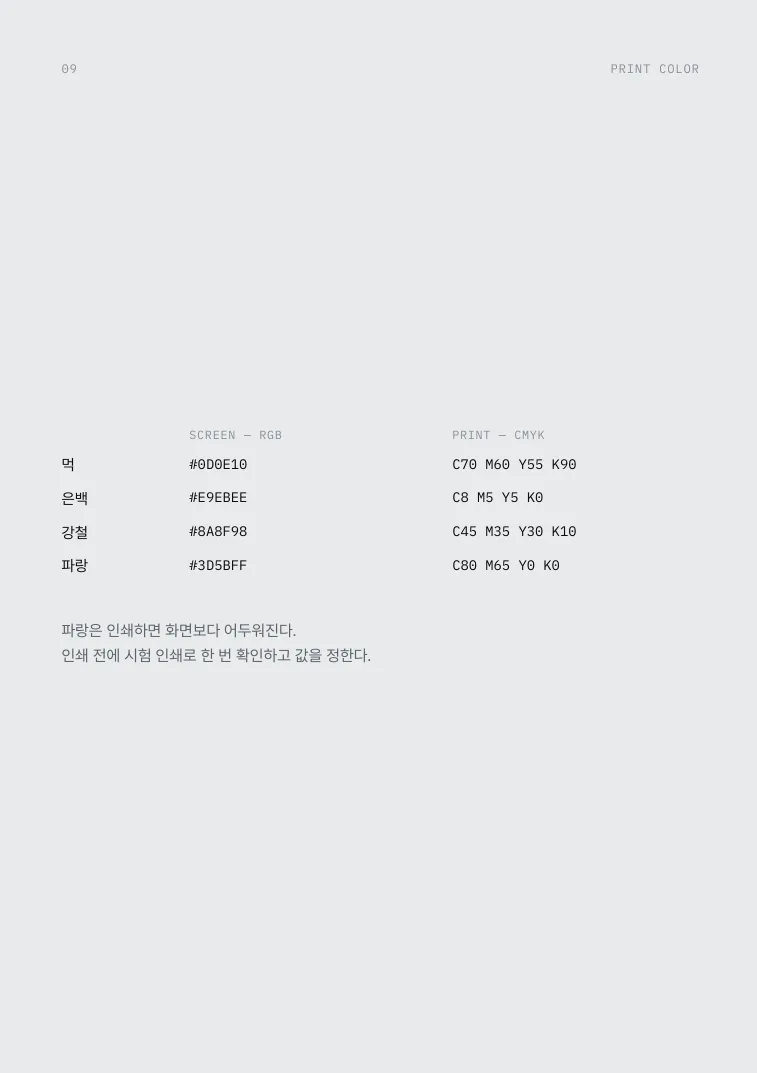 09 PRINT COLOR
SCREEN — RGB PRINT — CMYK
먹 #0D0E10 C70 M60 Y55 K90
은백 #E9EBEE C8 M5 Y5 K0
강철 #8A8F98 C45 M35 Y30 K10
파랑 #3D5BFF C80 M65 Y0 K0
파랑은 인쇄하면 화면보다 어두워진다.
인쇄 전에 시험 인쇄로 한 번 확인하고 값을 정한다.